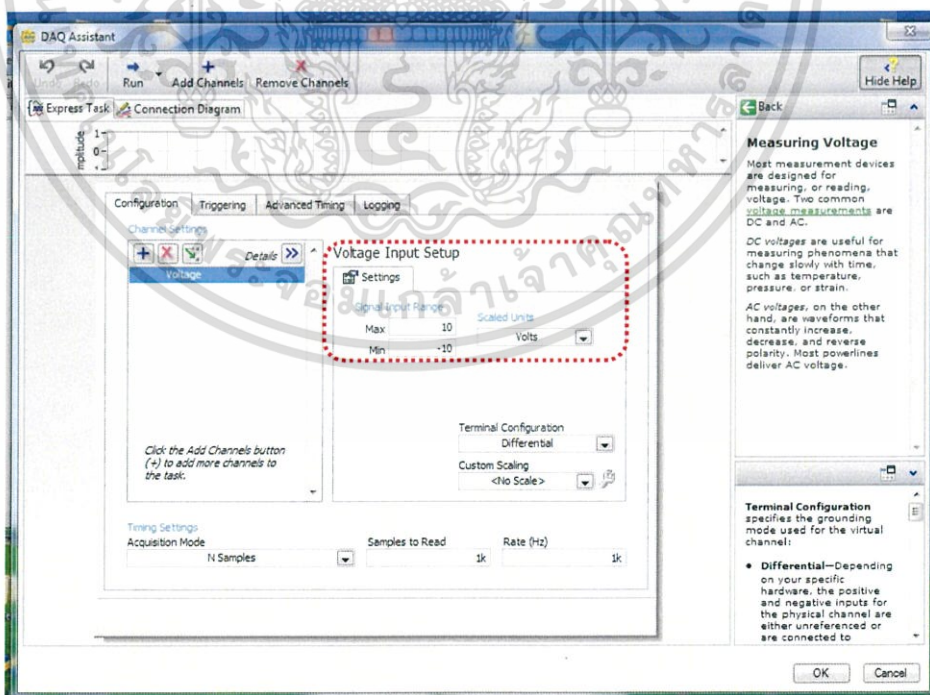 DAQ Assistant
Undo Redo Run Add Channels Remove Channels
Hide Help
Express Task Connection Diagram
Back
1
0
Configuration Triggering Advanced Timing Logging
Channel Settings
Details
Voltage
Click the Add Channels button
(+) to add more channels to
the task.
Voltage Input Setup
Settings
Signal Input Range
Max 10
Min -10
Scaled Units
Volts
Terminal Configuration
Differential
Custom Scaling
<No Scale>
Timing Settings
Acquisition Mode
N Samples
Samples to Read
1k
Rate (Hz)
1k
Measuring Voltage
Most measurement devices
are designed for
measuring, or reading,
voltage. Two common
voltage measurements are
DC and AC.
DC voltages are useful for
measuring phenomena that
change slowly with time,
such as temperature,
pressure, or strain.
AC voltages, on the other
hand, are waveforms that
constantly increase,
decrease, and reverse
polarity. Most powerlines
deliver AC voltage.
Terminal Configuration
specifies the grounding
mode used for the virtual
channel:
• Differential—Depending
on your specific
hardware, the positive
and negative inputs for
the physical channel are
either unreferenced or
are connected to
OK Cancel